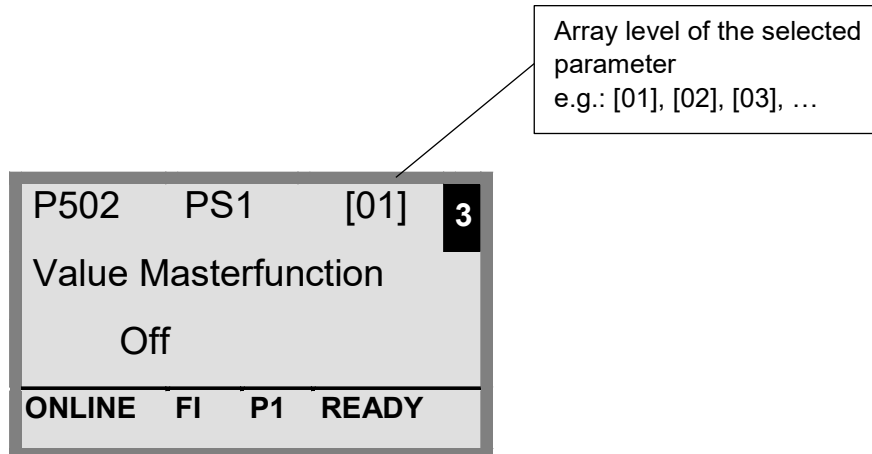 Array level of the selected
parameter
e.g.: [01], [02], [03], …
P502 PS1 [01] 3
Value Masterfunction
Off
ONLINE FI P1 READY